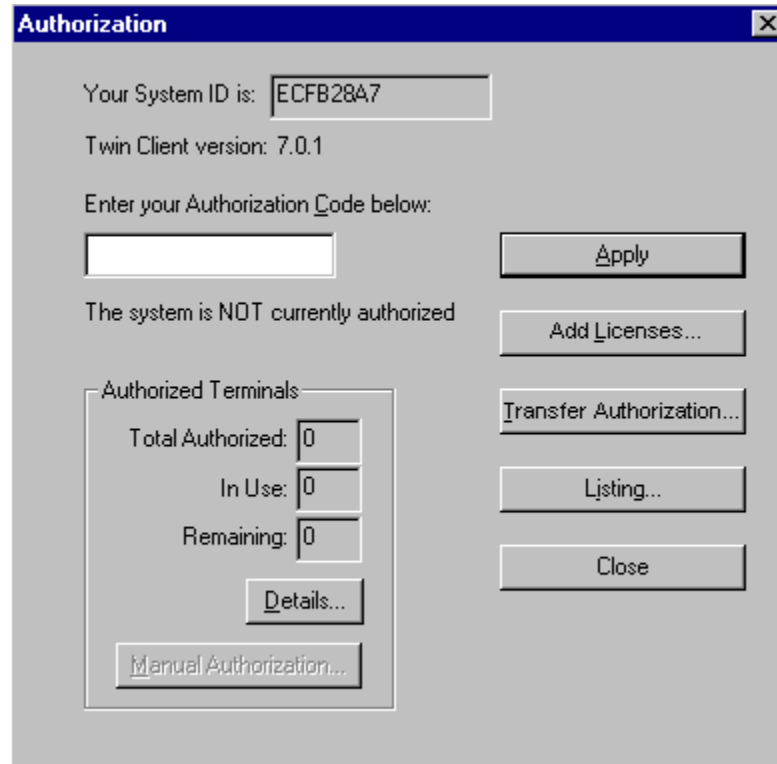 Authorization
Your System ID is: ECFB28A7
Twin Client version: 7.0.1
Enter your Authorization Code below:
Apply
The system is NOT currently authorized
Add Licenses...
Authorized Terminals
Transfer Authorization...
Total Authorized: 0
In Use: 0
Listing...
Remaining: 0
Close
Details...
Manual Authorization...